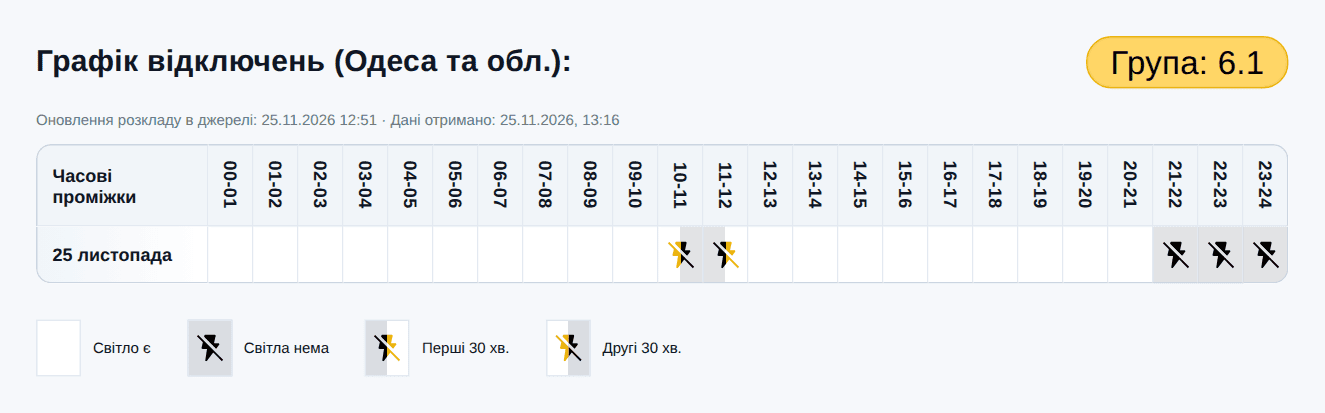 Графік відключень (Одеса та обл.):
Група: 6.1
Оновлення розкладу в джерелі: 25.11.2026 12:51 · Дані отримано: 25.11.2026, 13:16
Часові
проміжки
00-01
01-02
02-03
03-04
04-05
05-06
06-07
07-08
08-09
09-10
10-11
11-12
12-13
13-14
14-15
15-16
16-17
17-18
18-19
19-20
20-21
21-22
22-23
23-24
25 листопада
Світло є
Світла нема
Перші 30 хв.
Другі 30 хв.